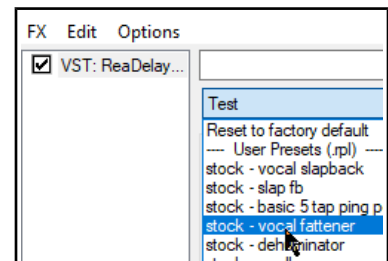 FX Edit Options
VST: ReaDelay...
Test
Reset to factory default
---- User Presets (.rpl) ----
stock - vocal slapback
stock - slap fb
stock - basic 5 tap ping p
stock - vocal fattener
stock - dehuminator